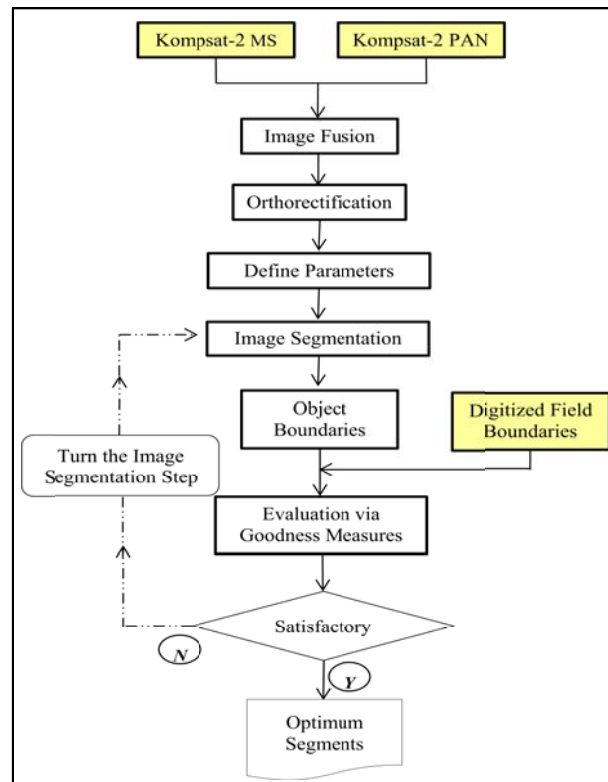 Kompsat-2 MS
Kompsat-2 PAN
Image Fusion
Orthorectification
Define Parameters
Image Segmentation
Object
Boundaries
Digitized Field
Boundaries
Turn the Image
Segmentation Step
Evaluation via
Goodness Measures
Satisfactory
N
Y
Optimum
Segments